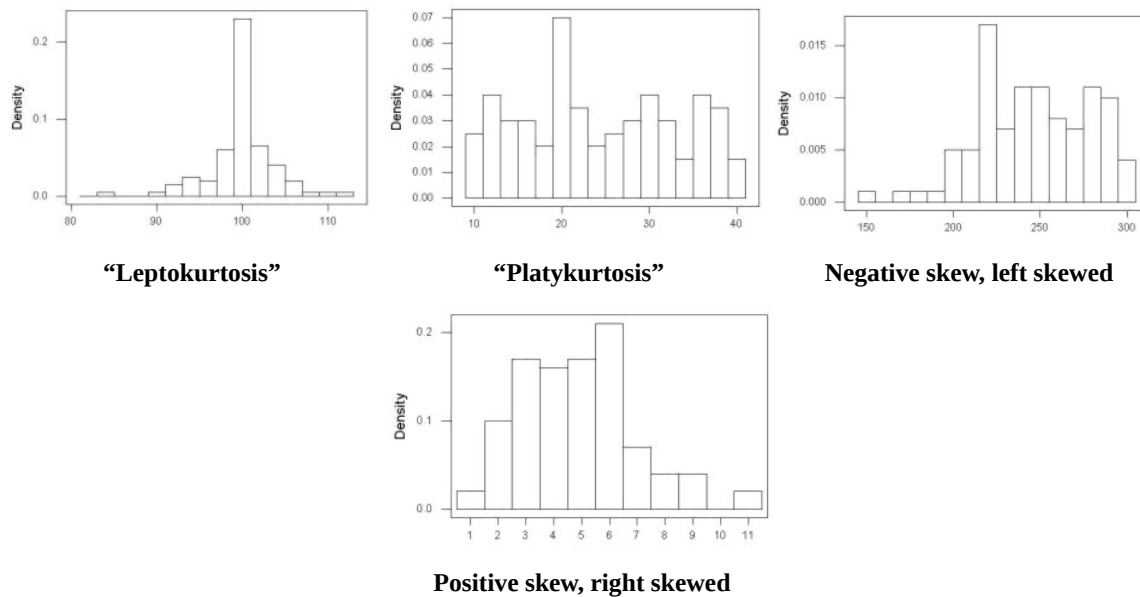 0.2
0.1
0.0
Density
80 90 100 110
“Leptokurtosis”
0.07
0.06
0.05
0.04
0.03
0.02
0.01
0.00
Density
10 20 30 40
“Platykurtosis”
0.015
0.010
0.005
0.000
Density
150 200 250 300
Negative skew, left skewed
0.2
0.1
0.0
Density
1 2 3 4 5 6 7 8 9 10 11
Positive skew, right skewed